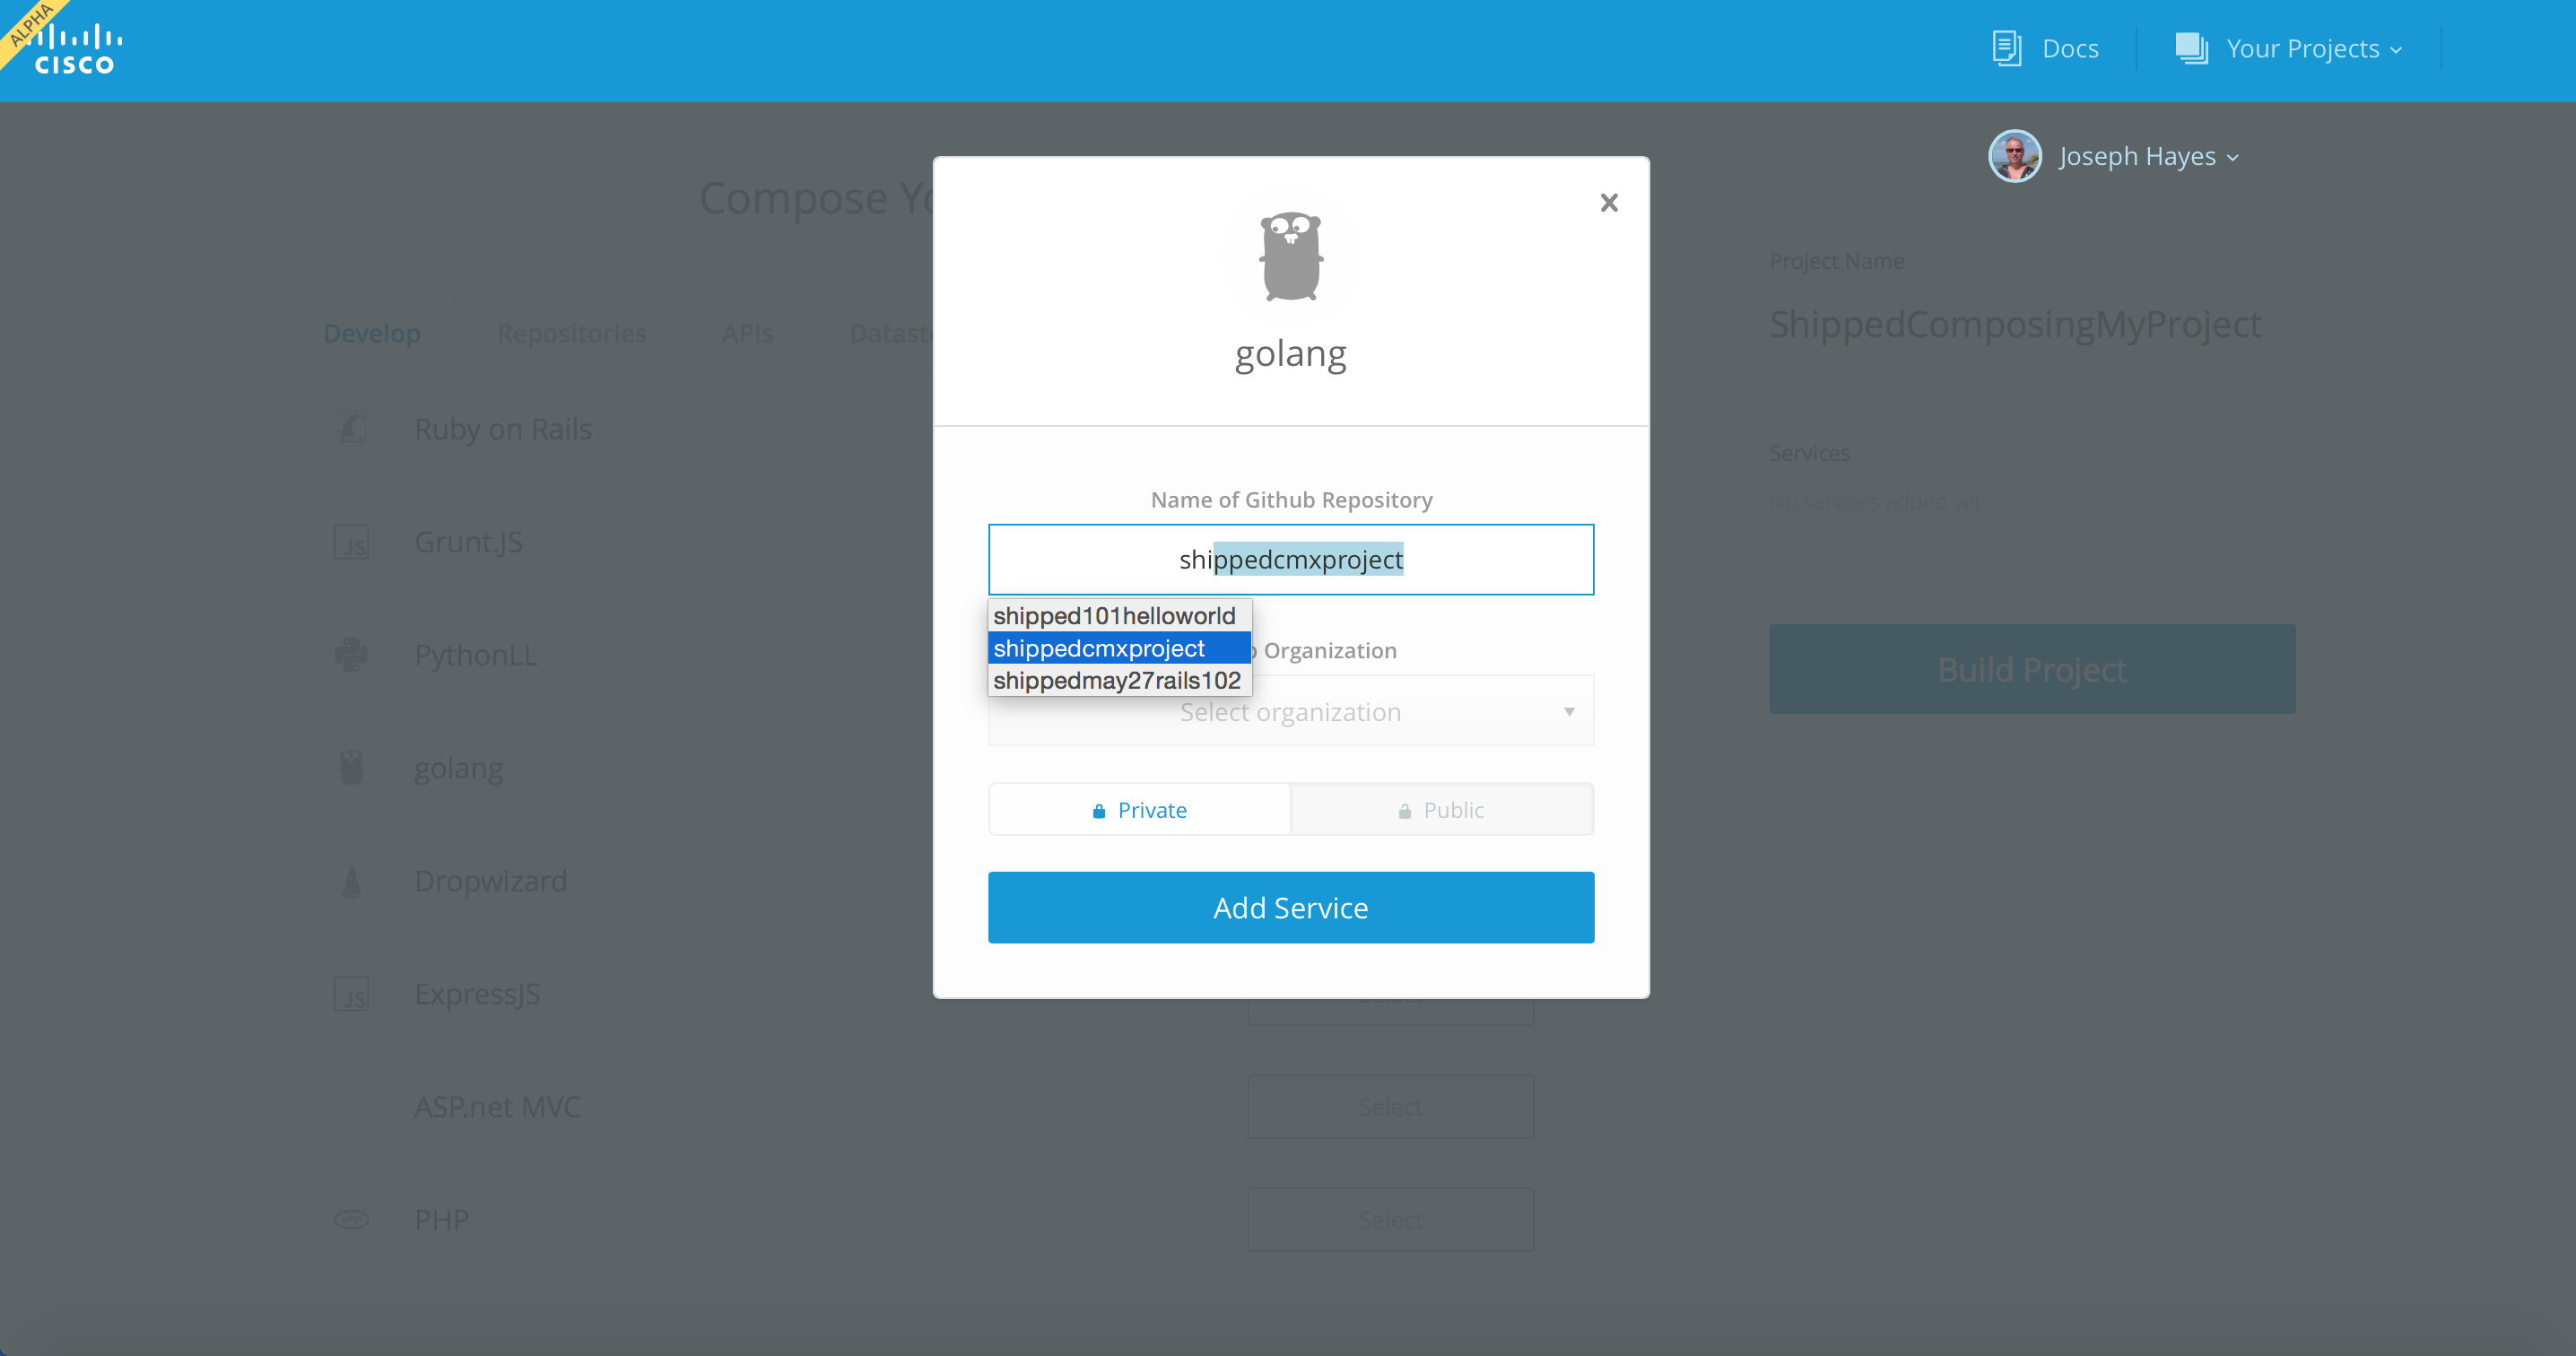 ALPHA
CISCO
Docs
Your Projects
Joseph Hayes
Compose Yo
Project Name
ShippedComposingMyProject
Develop
Repositories
APIs
Services
No services added yet.
Build Project
Ruby on Rails
Grunt.JS
PythonLL
golang
Dropwizard
ExpressJS
ASP.net MVC
Select
PHP
Select
golang
Name of Github Repository
shippedcmxproject
shipped101helloworld
shippedcmxproject
shippedmay27rails102
Organization
Select organization
Private
Public
Add Service